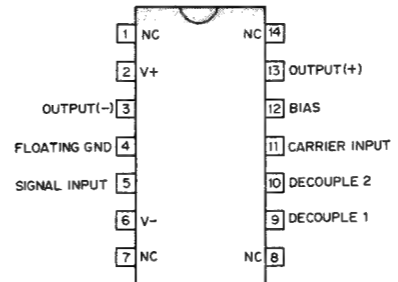 1 NC NC 14
2 V+ 13 OUTPUT(+)
OUTPUT(-) 3 12 BIAS
FLOATING GND 4 11 CARRIER INPUT
SIGNAL INPUT 5 10 DECOUPLE 2
6 V- 9 DECOUPLE 1
7 NC NC 8